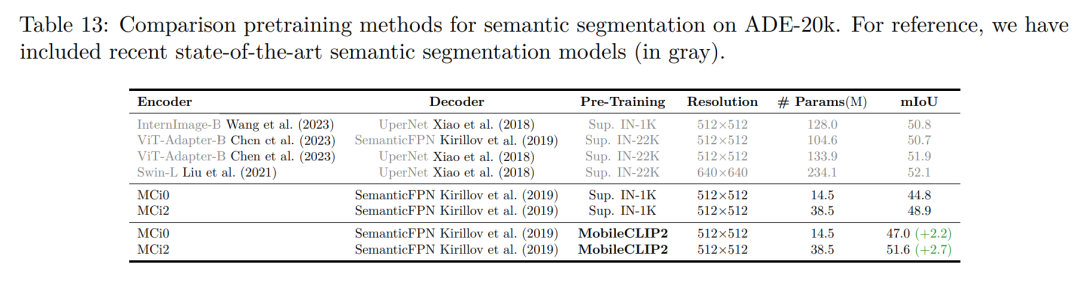 Table 13: Comparison pretraining methods for semantic segmentation on ADE-20k. For reference, we have
included recent state-of-the-art semantic segmentation models (in gray).
Encoder Decoder Pre-Training Resolution # Params(M) mIoU
InternImage-B Wang et al. (2023) UperNet Xiao et al. (2018) Sup. IN-1K 512×512 128.0 50.8
ViT-Adapter-B Chen et al. (2023) SemanticFPN Kirillov et al. (2019) Sup. IN-22K 512×512 104.6 50.7
ViT-Adapter-B Chen et al. (2023) UperNet Xiao et al. (2018) Sup. IN-22K 512×512 133.9 51.9
Swin-L Liu et al. (2021) UperNet Xiao et al. (2018) Sup. IN-22K 640×640 234.1 52.1
MCi0 SemanticFPN Kirillov et al. (2019) Sup. IN-1K 512×512 14.5 44.8
MCi2 SemanticFPN Kirillov et al. (2019) Sup. IN-1K 512×512 38.5 48.9
MCi0 SemanticFPN Kirillov et al. (2019) MobileCLIP2 512×512 14.5 47.0 (+2.2)
MCi2 SemanticFPN Kirillov et al. (2019) MobileCLIP2 512×512 38.5 51.6 (+2.7)